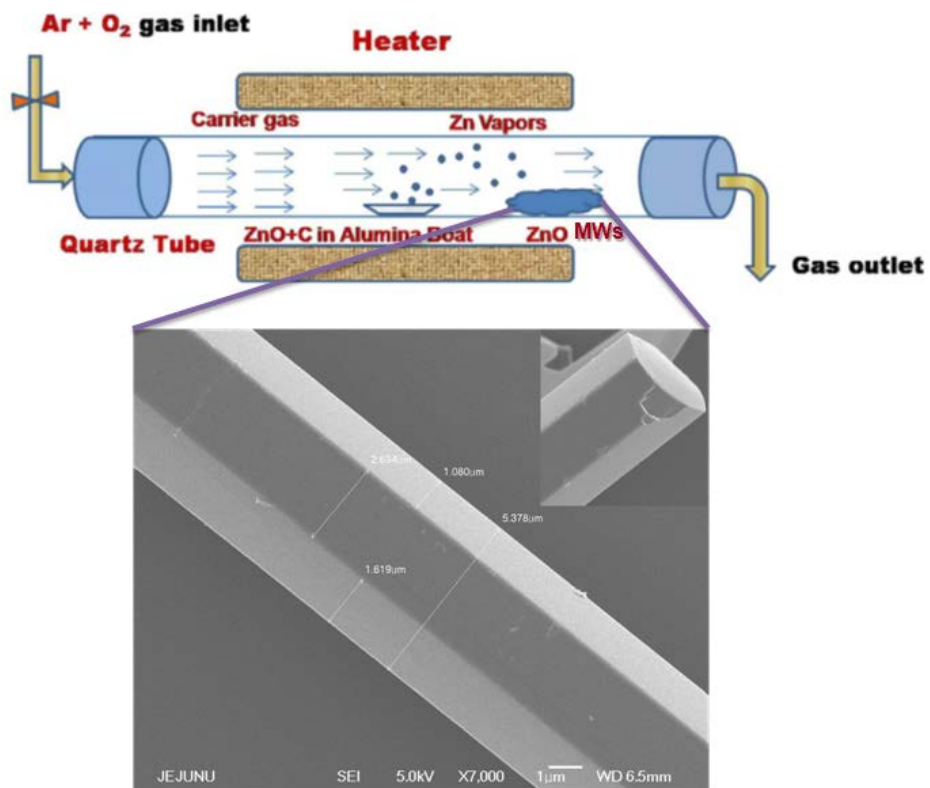 Ar + O2 gas inlet
Heater
Carrier gas
Zn Vapors
Quartz Tube
ZnO+C in Alumina Boat
ZnO MWs
Gas outlet
2.634μm
1.080μm
5.378μm
1.619μm
JEJUNU SEI 5.0kV X7,000 1μm WD 6.5mm